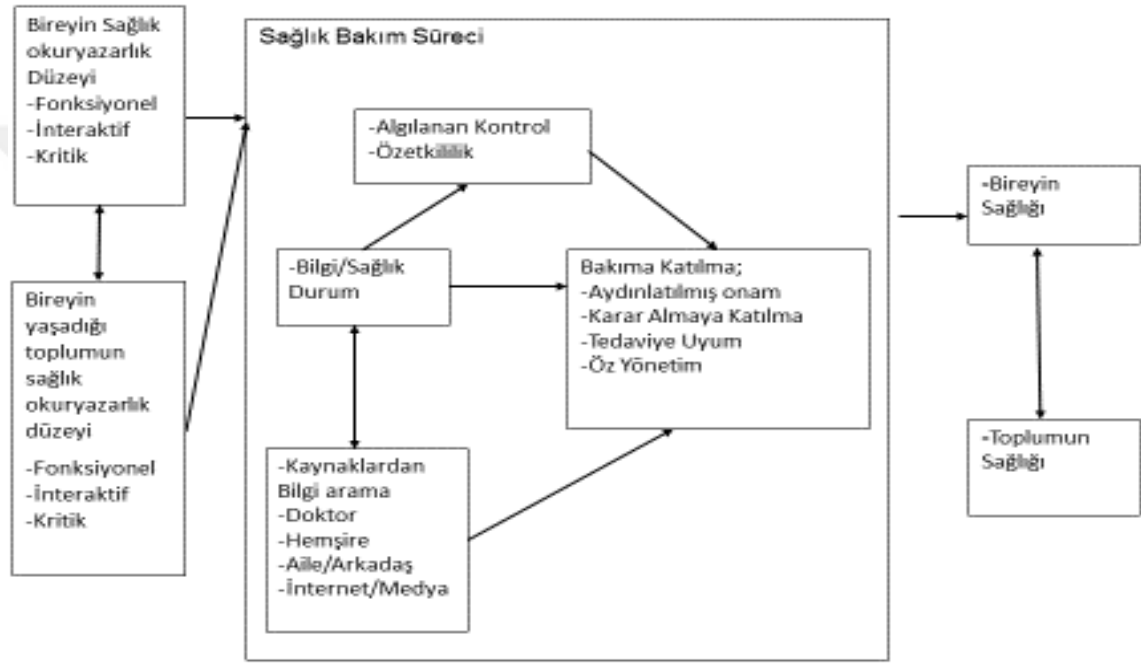 Bireyin Sağlık
okuryazarlık
Düzeyi
-Fonksiyonel
-İnteraktif
-Kritik
Bireyin
yaşadığı
toplumun
sağlık
okuryazarlık
düzeyi
-Fonksiyonel
-İnteraktif
-Kritik
Sağlık Bakım Süreci
-Algılanan Kontrol
-Özetkililik
-Bilgi/Sağlık
Durum
Bakıma Katılma;
-Aydınlatılmış onam
-Karar Almaya Katılma
-Tedaviye Uyum
-Öz Yönetim
-Kaynaklardan
Bilgi arama
-Doktor
-Hemşire
-Aile/Arkadaş
-İnternet/Medya
-Bireyin
Sağlığı
-Toplumun
Sağlığı